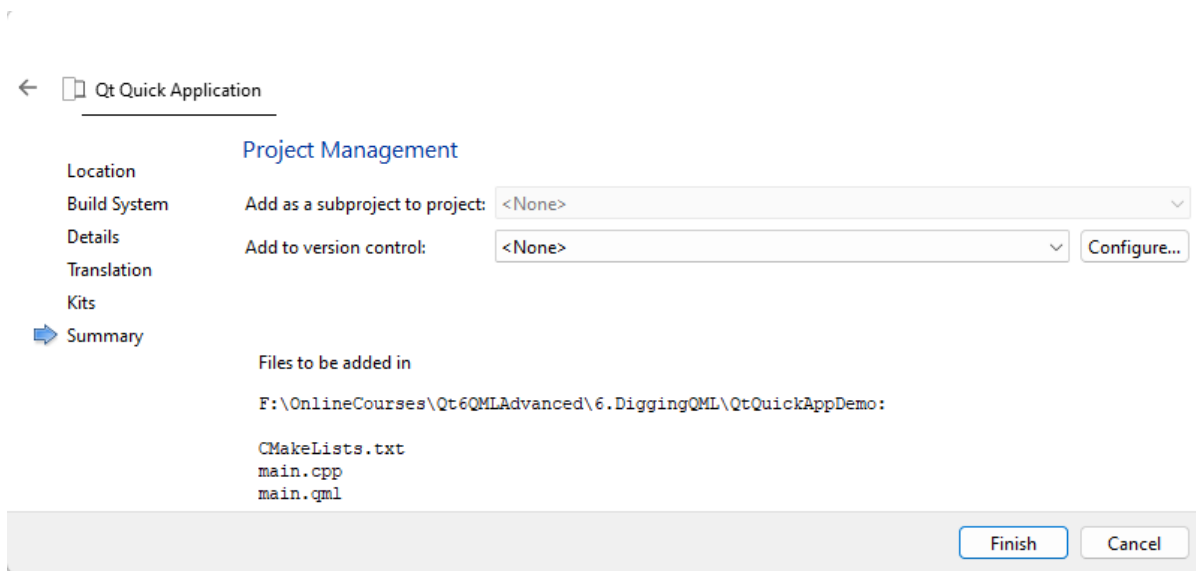 Qt Quick Application
Project Management
Location
Build System
Details
Translation
Kits
Summary
Add as a subproject to project: <None>
Add to version control: <None> Configure...
Files to be added in
F:\OnlineCourses\Qt6QMLAdvanced\6.DiggingQML\QtQuickAppDemo:
CMakeLists.txt
main.cpp
main.qml
Finish Cancel